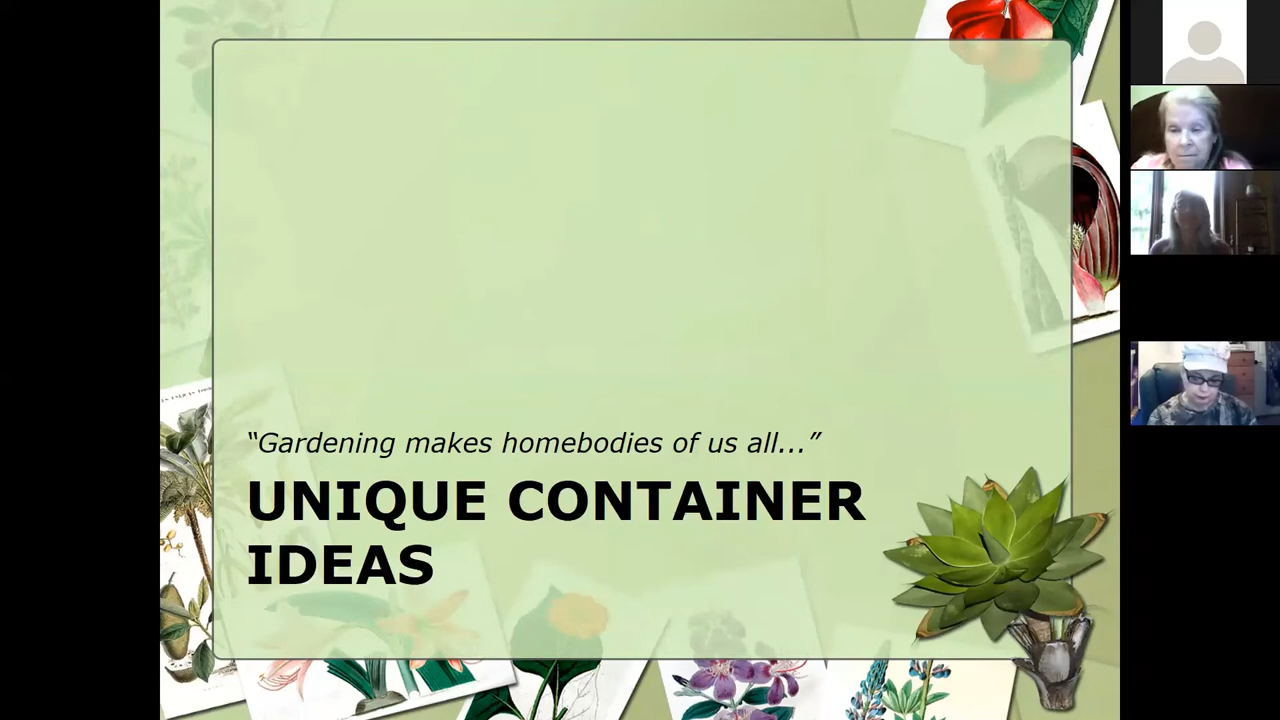 “Gardening makes homebodies of us all...”
UNIQUE CONTAINER
IDEAS